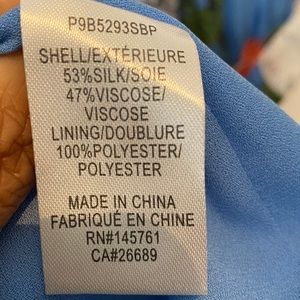 P9B5293SBP
SHELL/EXTÉRIEURE
53%SILK/SOIE
47%VISCOSE/
VISCOSE
LINING/DOUBLURE
100%POLYESTER/
POLYESTER
MADE IN CHINA
FABRIQUÉ EN CHINE
RN#145761
CA#26689